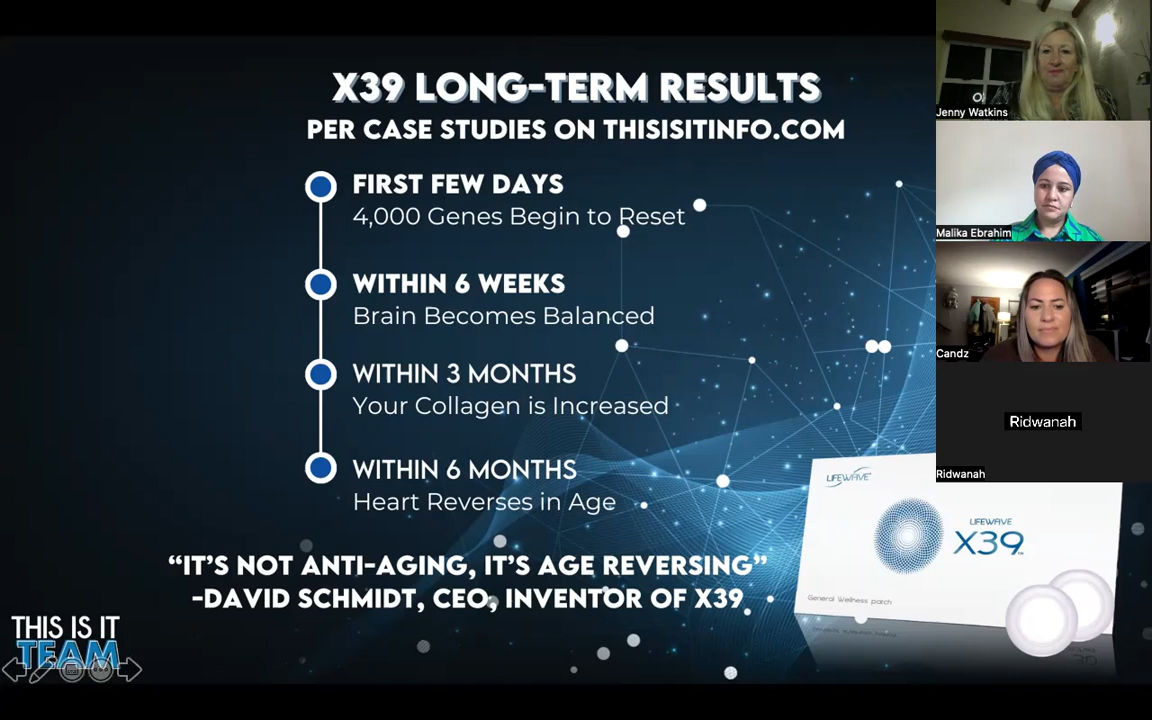 X39 LONG-TERM RESULTS
PER CASE STUDIES ON THISISITINFO.COM
FIRST FEW DAYS
4,000 Genes Begin to Reset
WITHIN 6 WEEKS
Brain Becomes Balanced
WITHIN 3 MONTHS
Your Collagen is Increased
WITHIN 6 MONTHS
Heart Reverses in Age
“IT’S NOT ANTI-AGING, IT’S AGE REVERSING”
-DAVID SCHMIDT, CEO, INVENTOR OF X39
THIS IS IT
TEAM
LIFEWAVE
LIFEWAVE
X39
General Wellness patch
Jenny Watkins
Malika Ebrahim
Candz
Ridwanah
Ridwanah